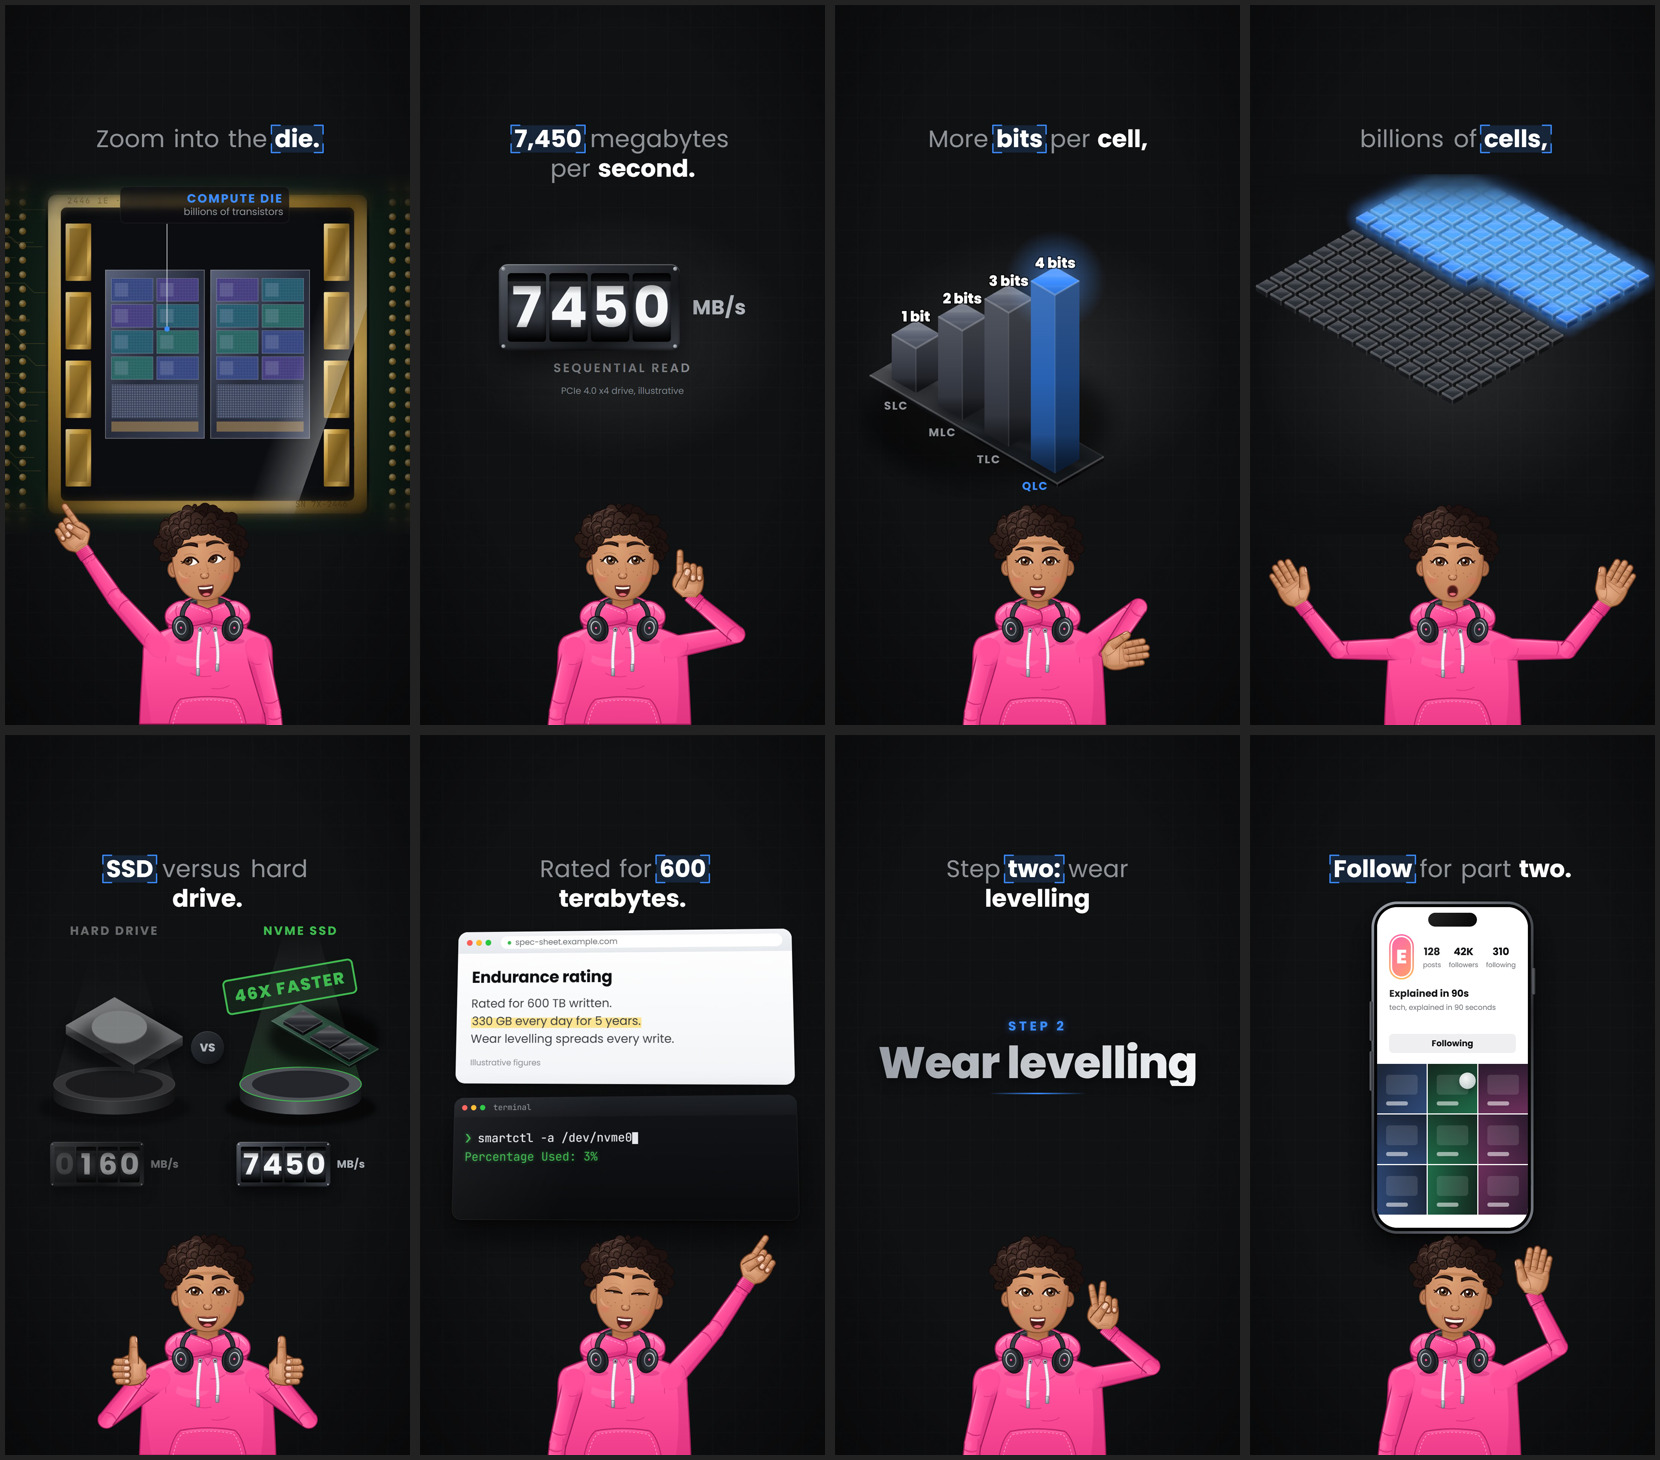 Zoom into the die.
2446 1E
COMPUTE DIE
billions of transistors
7,450 megabytes
per second.
7450 MB/s
SEQUENTIAL READ
PCIe 4.0 x4 drive, illustrative
More bits per cell,
4 bits
3 bits
2 bits
1 bit
SLC
MLC
TLC
QLC
billions of cells,
SSD versus hard
drive.
HARD DRIVE
NVME SSD
46X FASTER
VS
0160 MB/s
7450 MB/s
Rated for 600
terabytes.
spec-sheet.example.com
Endurance rating
Rated for 600 TB written.
330 GB every day for 5 years.
Wear levelling spreads every write.
Illustrative figures
terminal
❯ smartctl -a /dev/nvme0
Percentage Used: 3%
Step two: wear
levelling
STEP 2
Wear levelling
Follow for part two.
E
128 42K 310
posts followers following
Explained in 90s
tech, explained in 90 seconds
Following